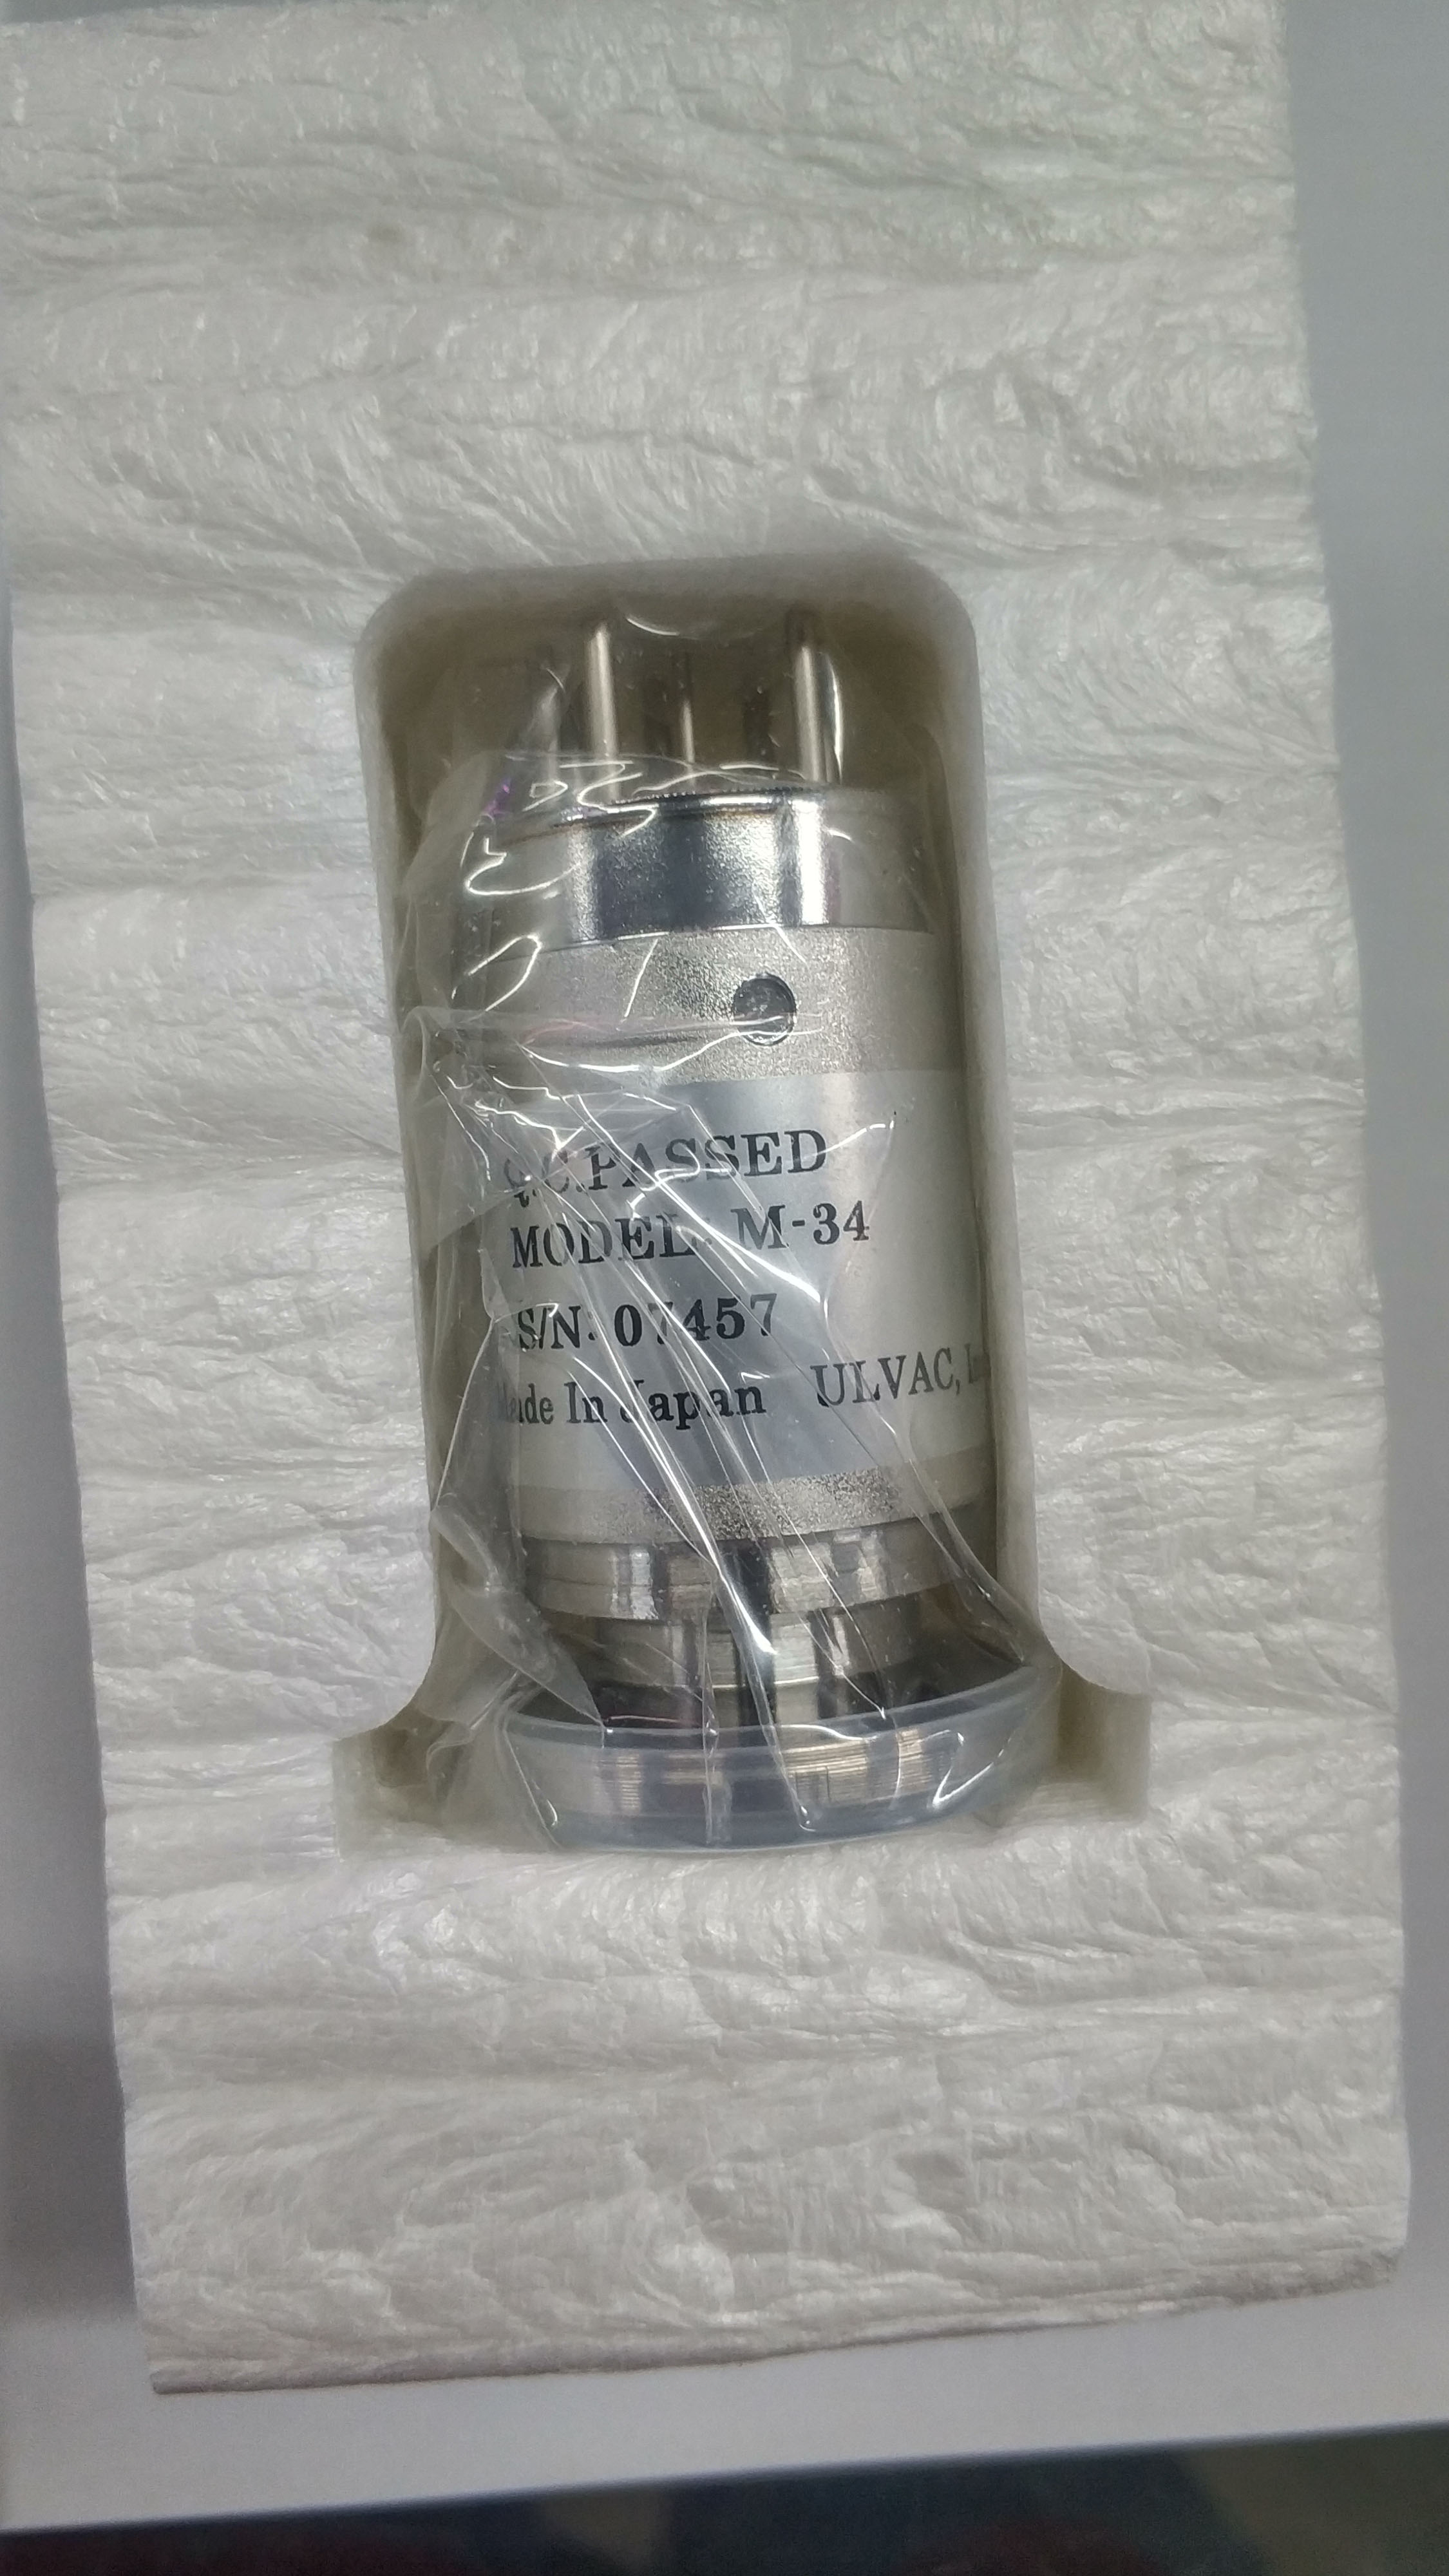 Q.C.PASSED
MODEL: M-34
S/N: 07457
Made In Japan ULVAC,